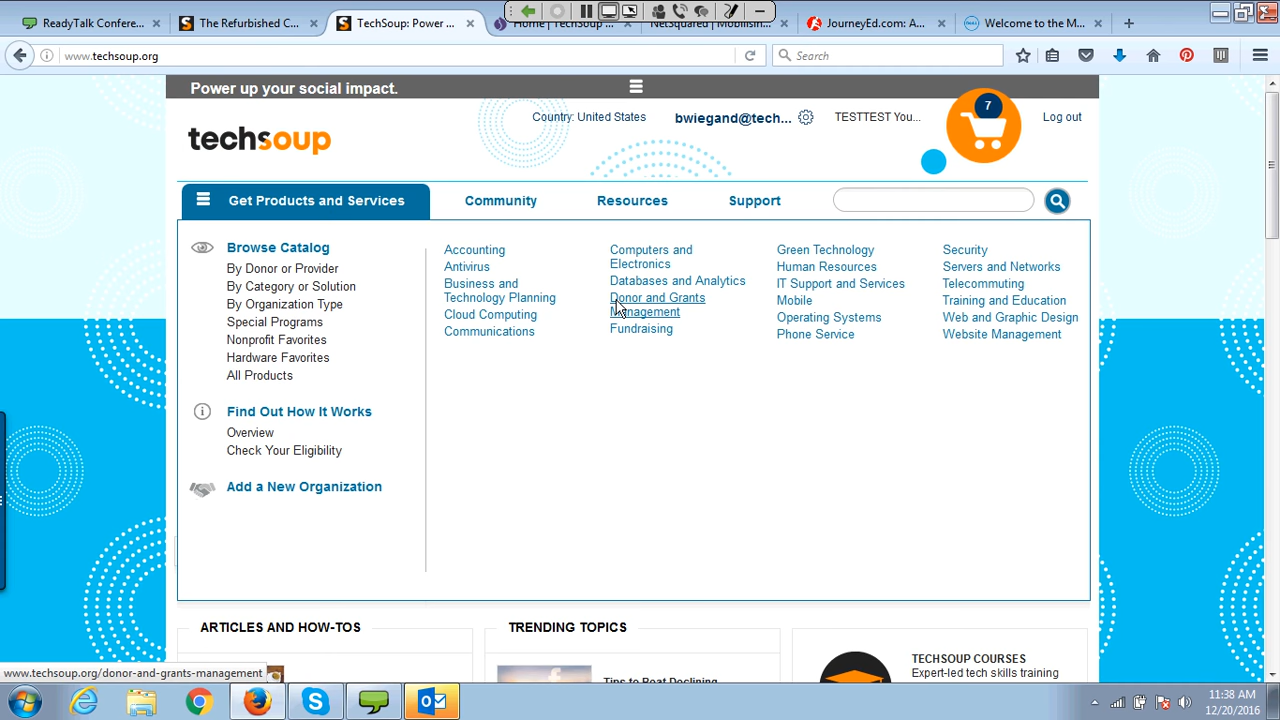 ReadyTalk Confere...
The Refurbished C...
TechSoup: Power ...
Home | TechSoup ...
NetSquared | Mobilisin...
JourneyEd.com: A...
Welcome to the M...
www.techsoup.org
Search
Power up your social impact.
Country: United States
bwiegand@tech...
TESTTEST You...
7
Log out
techsoup
Get Products and Services
Community
Resources
Support
Browse Catalog
By Donor or Provider
By Category or Solution
By Organization Type
Special Programs
Nonprofit Favorites
Hardware Favorites
All Products
Find Out How It Works
Overview
Check Your Eligibility
Add a New Organization
Accounting
Antivirus
Business and
Technology Planning
Cloud Computing
Communications
Computers and
Electronics
Databases and Analytics
Donor and Grants
Management
Fundraising
Green Technology
Human Resources
IT Support and Services
Mobile
Operating Systems
Phone Service
Security
Servers and Networks
Telecommuting
Training and Education
Web and Graphic Design
Website Management
ARTICLES AND HOW-TOS
TRENDING TOPICS
Tips to Beat Declining
TECHSOUP COURSES
Expert-led tech skills training
www.techsoup.org/donor-and-grants-management
11:38 AM
12/20/2016